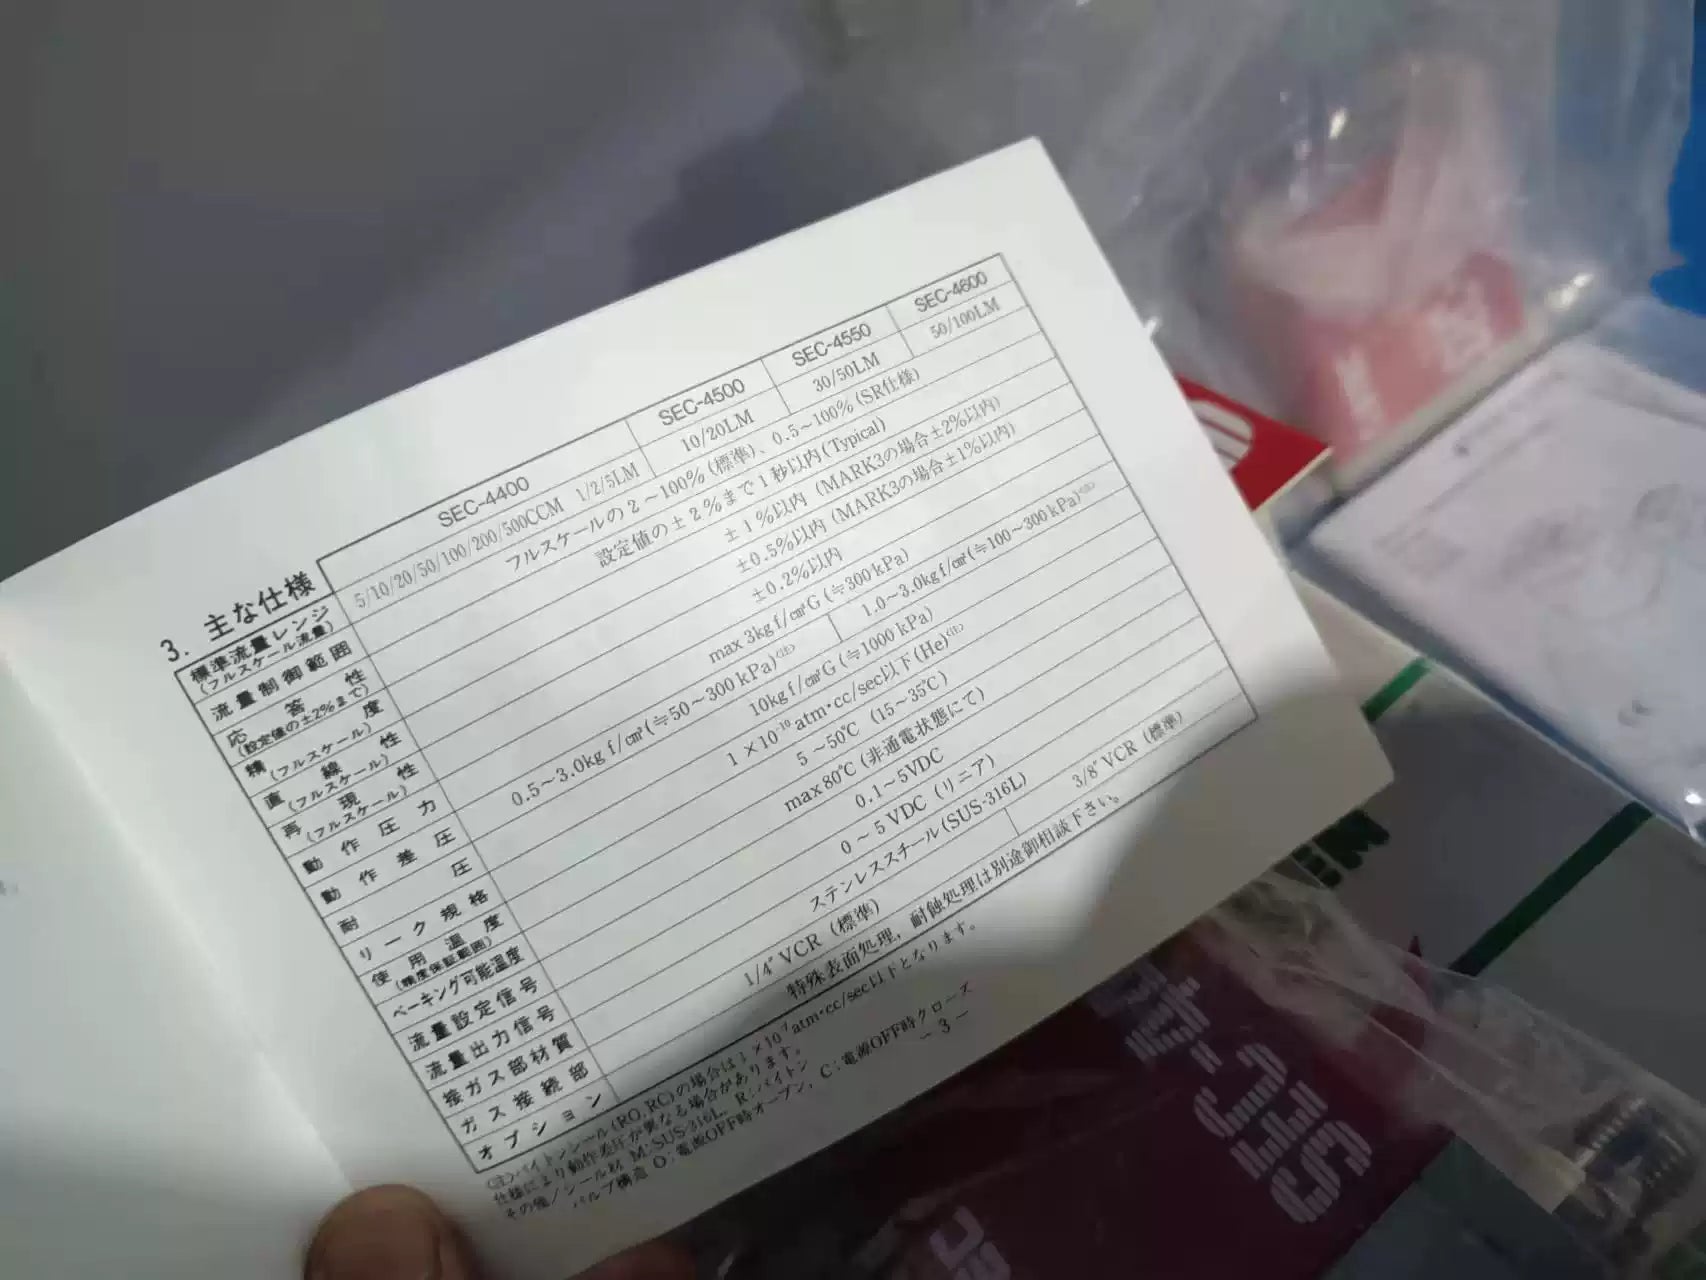 3. 主な仕様
SEC-4400 SEC-4500 SEC-4550 SEC-4600
標準流量レンジ 5/10/20/50/100/200/500CCM 1/2/5LM 10/20LM 30/50LM 50/100LM
(フルスケール流量)
流量制御範囲 フルスケールの2~100%(標準)、0.5~100%(SR仕様)
応答性 設定値の±2%まで1秒以内(Typical)
(設定値の±2%まで)
精度 ±1%以内 (MARK3の場合±2%以内)
(フルスケール)
直線性 ±0.5%以内 (MARK3の場合±1%以内)
(フルスケール)
再現性 ±0.2%以内
(フルスケール)
動作圧力 max 3kgf/cm²G (≒300kPa)
動作差圧 0.5~3.0kgf/cm²(≒50~300kPa)(注) 1.0~3.0kgf/cm²(≒100~300kPa)(注)
耐圧 10kgf/cm²G (≒1000kPa)
リーク規格 1×10⁻¹⁰atm·cc/sec以下(He)(注)
使用温度 5~50℃ (15~35℃)
(精度保証範囲)
ベーキング可能温度 max80℃(非通電状態にて)
流量設定信号 0.1~5VDC
流量出力信号 0~5VDC (リニア)
接ガス部材質 ステンレススチール(SUS-316L)
ガス接続部 1/4″VCR (標準) 3/8″VCR (標準)
オプション 特殊表面処理,耐蝕処理は別途御相談下さい。
(注)バイトンシール(RO,RC)の場合は1×10⁻⁷atm·cc/sec以下となります。
仕様により動作差圧が異なる場合があります。
その他/シール材 M:SUS-316L, R:バイトン
バルブ構造 O:電源OFF時オープン, C:電源OFF時クローズ
- 3 -